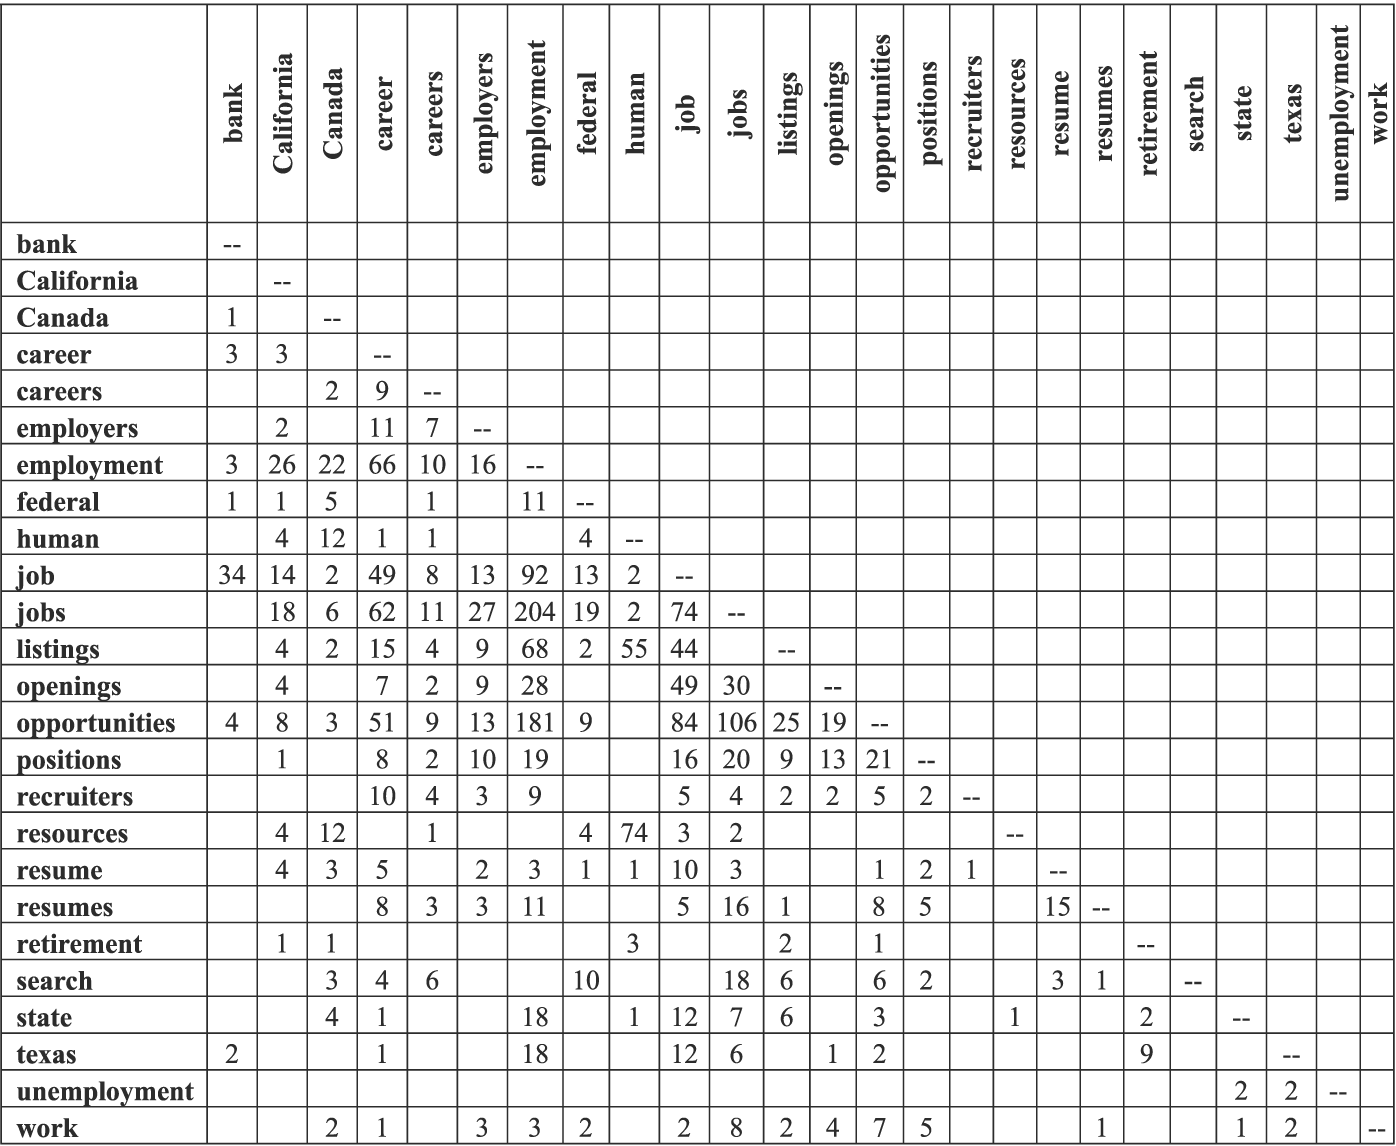 bank California Canada career careers employers employment federal human job jobs listings openings opportunities positions recruiters resources resume resumes retirement search state texas unemployment work
bank --
California --
Canada 1 --
career 3 3 --
careers 2 9 --
employers 2 11 7 --
employment 3 26 22 66 10 16 --
federal 1 1 5 1 11 --
human 4 12 1 1 4 --
job 34 14 2 49 8 13 92 13 2 --
jobs 18 6 62 11 27 204 19 2 74 --
listings 4 2 15 4 9 68 2 55 44 --
openings 4 7 2 9 28 49 30 --
opportunities 4 8 3 51 9 13 181 9 84 106 25 19 --
positions 1 8 2 10 19 16 20 9 13 21 --
recruiters 10 4 3 9 5 4 2 2 5 2 --
resources 4 12 1 4 74 3 2 --
resume 4 3 5 2 3 1 1 10 3 1 2 1 --
resumes 8 3 3 11 5 16 1 8 5 15 --
retirement 1 1 3 2 1 --
search 3 4 6 10 18 6 6 2 3 1 --
state 4 1 18 1 12 7 6 3 1 2 --
texas 2 1 18 12 6 1 2 9 --
unemployment 2 2 --
work 2 1 3 3 2 2 8 2 4 7 5 1 1 2 --